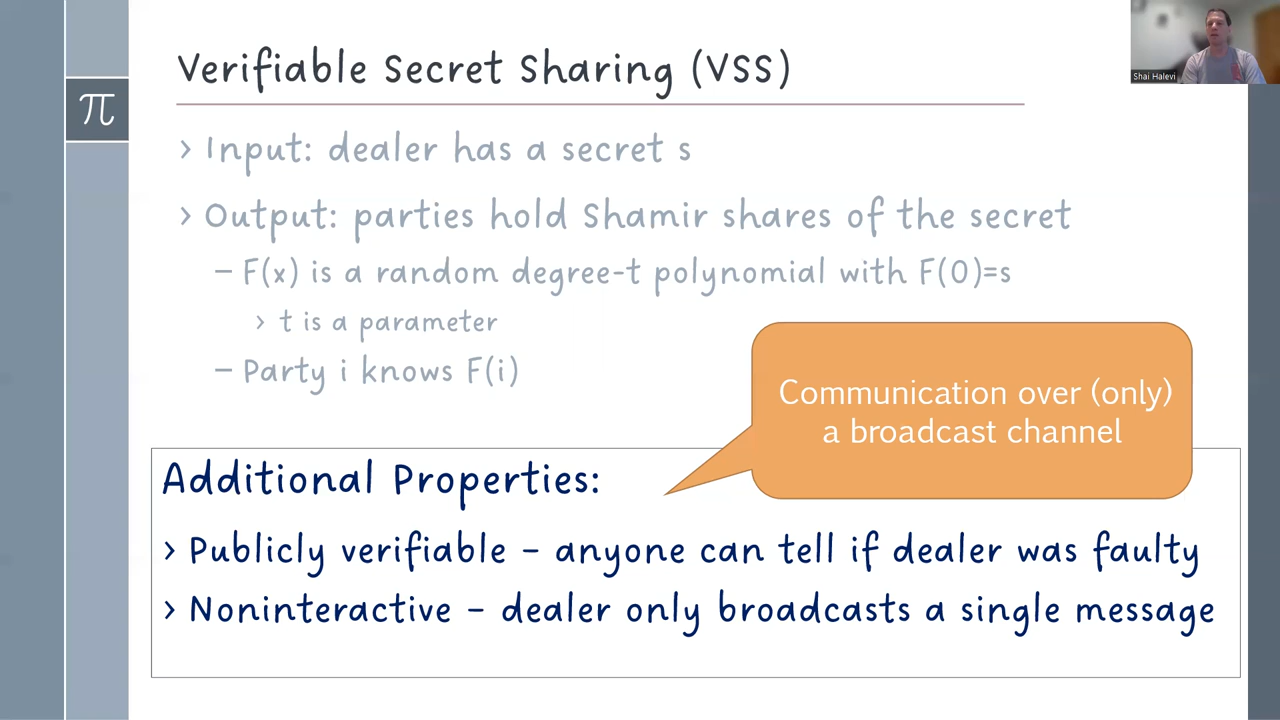 Verifiable Secret Sharing (VSS)
Shai Halevi
π
› Input: dealer has a secret s
› Output: parties hold Shamir shares of the secret
– F(x) is a random degree-t polynomial with F(0)=s
› t is a parameter
– Party i knows F(i)
Communication over (only)
a broadcast channel
Additional Properties:
› Publicly verifiable – anyone can tell if dealer was faulty
› Noninteractive – dealer only broadcasts a single message